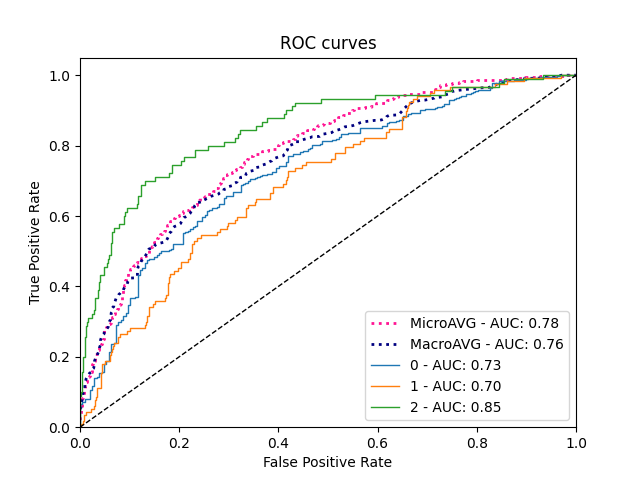 ROC curves
True Positive Rate
1.0
0.8
0.6
0.4
0.2
0.0
0.0 0.2 0.4 0.6 0.8 1.0
False Positive Rate
MicroAVG - AUC: 0.78
MacroAVG - AUC: 0.76
0 - AUC: 0.73
1 - AUC: 0.70
2 - AUC: 0.85